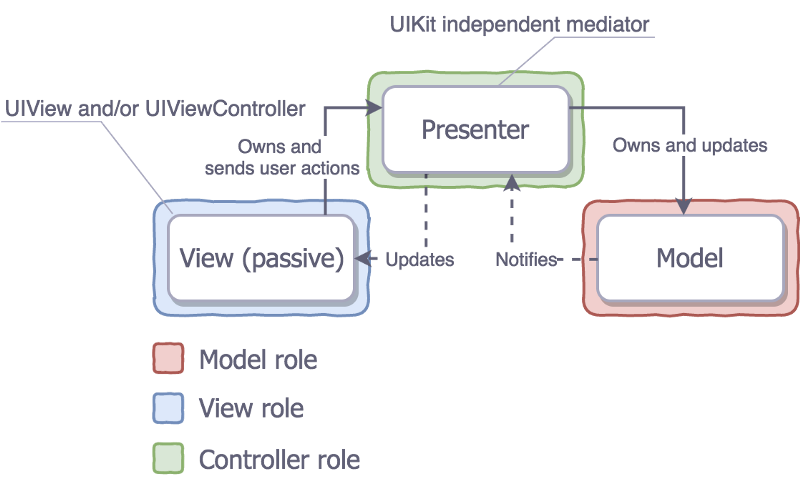 UIKit independent mediator
UIView and/or UIViewController
Presenter
Owns and
sends user actions
Owns and updates
View (passive)
Updates
Notifies
Model
Model role
View role
Controller role